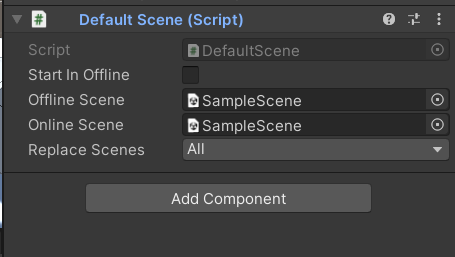 Default Scene (Script)
Script DefaultScene
Start In Offline
Offline Scene SampleScene
Online Scene SampleScene
Replace Scenes All
Add Component